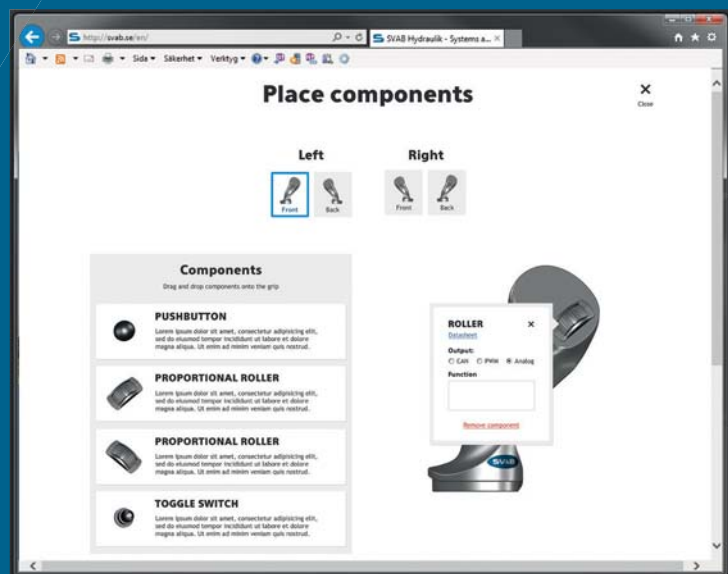 http://svab.se/en/
SVAB Hydraulik - Systems a...
Sida
Säkerhet
Verktyg
Place components
Close
Left
Right
Front
Back
Front
Back
Components
Drag and drop components onto the grip
PUSHBUTTON
Lorem ipsum dolor sit amet, consectetur adipisicing elit,
sed do eiusmod tempor incididunt ut labore et dolore
magna aliqua. Ut enim ad minim veniam quis nostrud.
PROPORTIONAL ROLLER
Lorem ipsum dolor sit amet, consectetur adipisicing elit,
sed do eiusmod tempor incididunt ut labore et dolore
magna aliqua. Ut enim ad minim veniam quis nostrud.
PROPORTIONAL ROLLER
Lorem ipsum dolor sit amet, consectetur adipisicing elit,
sed do eiusmod tempor incididunt ut labore et dolore
magna aliqua. Ut enim ad minim veniam quis nostrud.
TOGGLE SWITCH
Lorem ipsum dolor sit amet, consectetur adipisicing elit,
sed do eiusmod tempor incididunt ut labore et dolore
magna aliqua. Ut enim ad minim veniam quis nostrud.
ROLLER
Datasheet
Output:
CAN PWM Analog
Function
Remove component
SVAB